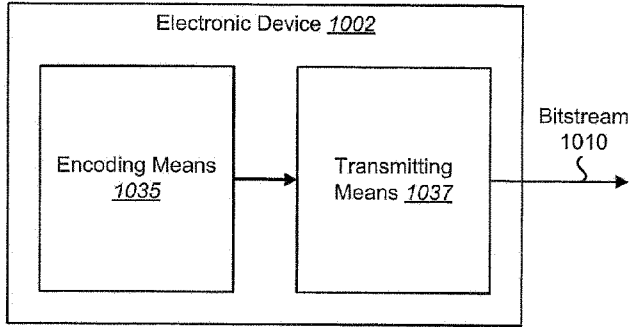 Electronic Device 1002
Encoding Means
1035
Transmitting
Means 1037
Bitstream
1010